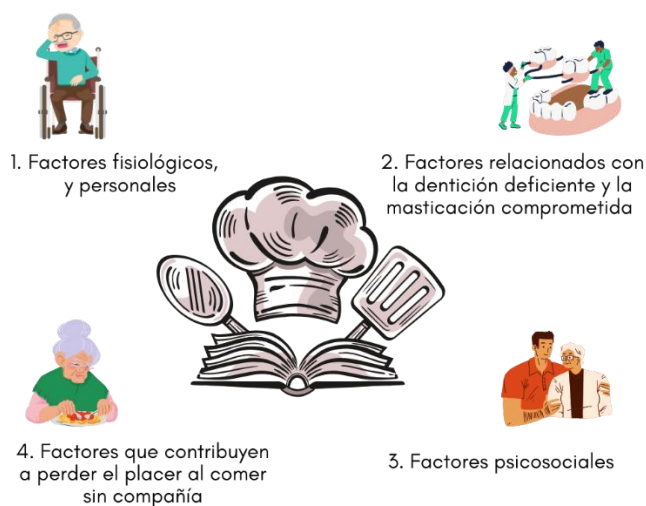 1. Factores fisiológicos,
y personales
2. Factores relacionados con
la dentición deficiente y la
masticación comprometida
4. Factores que contribuyen
a perder el placer al comer
sin compañía
3. Factores psicosociales